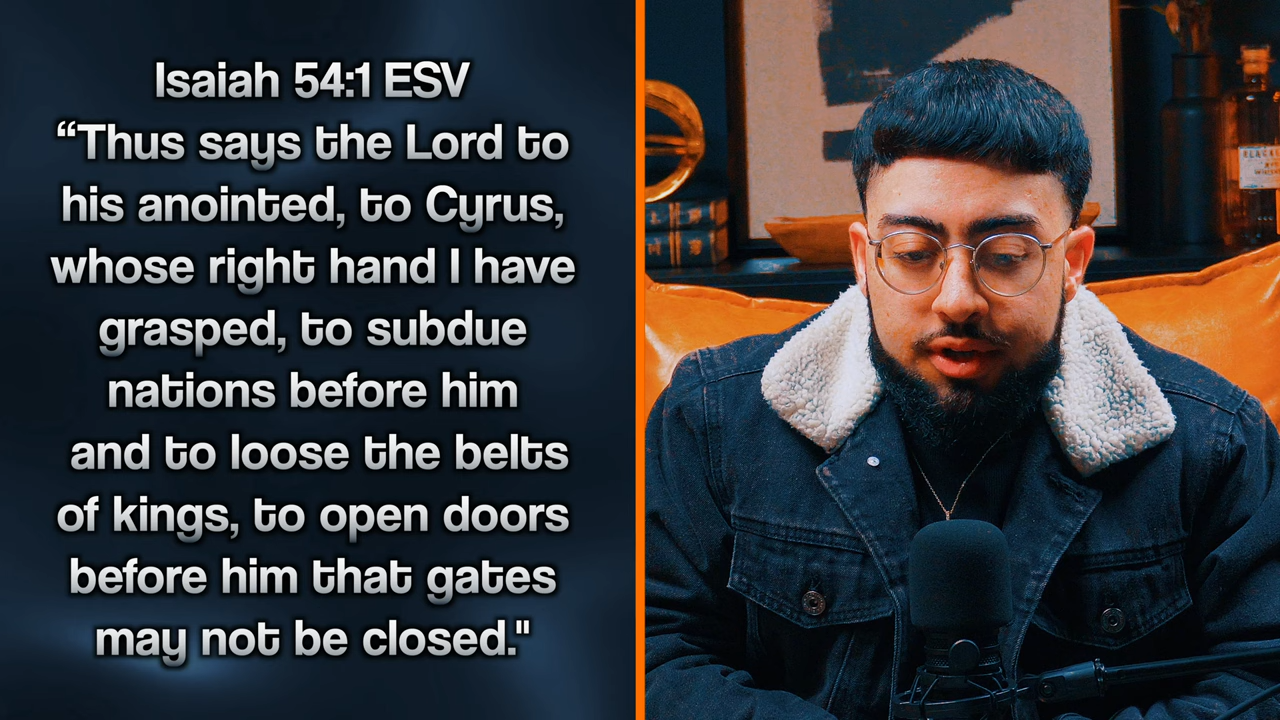 Isaiah 54:1 ESV
“Thus says the Lord to
his anointed, to Cyrus,
whose right hand I have
grasped, to subdue
nations before him
and to loose the belts
of kings, to open doors
before him that gates
may not be closed."